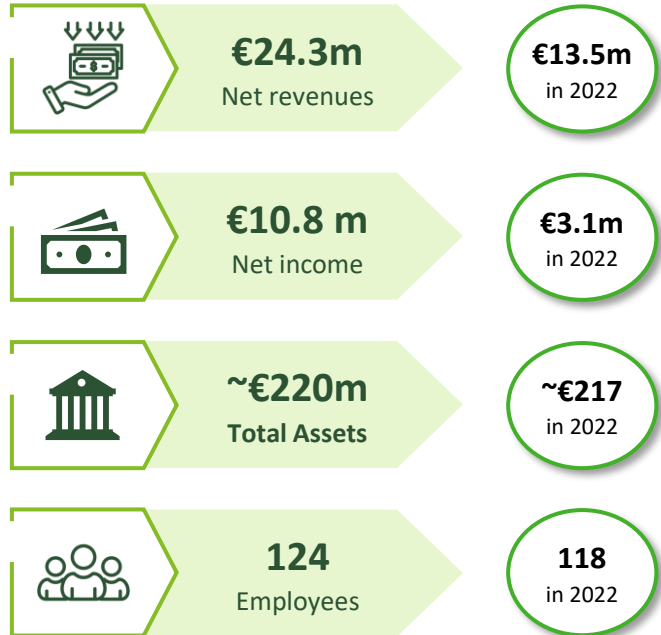 €24.3m
Net revenues
€13.5m
in 2022
€10.8 m
Net income
€3.1m
in 2022
~€220m
Total Assets
~€217
in 2022
124
Employees
118
in 2022